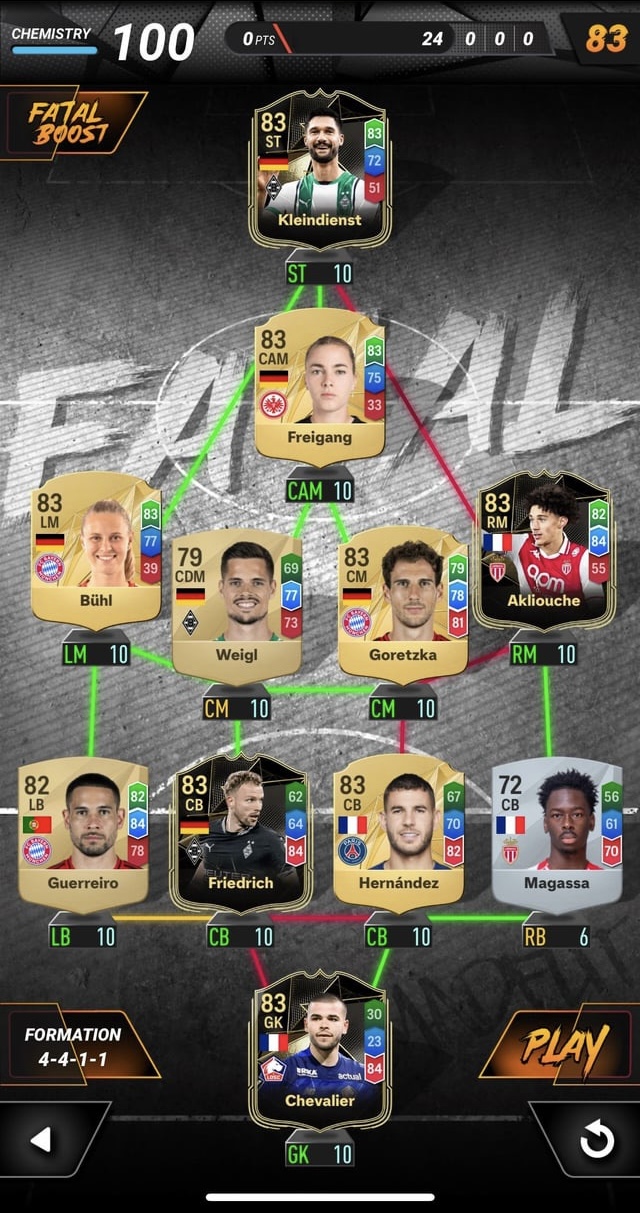 CHEMISTRY 100 0 PTS 24 0 0 0 83
FATAL
BOOST
83
ST
83
72
51
Kleindienst
ST 10
FATAL
83
CAM
83
75
33
Freigang
CAM 10
83
LM
83
77
39
Bühl
LM 10
79
CDM
69
77
73
Weigl
CM 10
83
CM
79
78
81
Goretzka
CM 10
83
RM
82
84
55
Akliouche
RM 10
82
LB
82
84
78
Guerreiro
LB 10
83
CB
62
64
84
Friedrich
CB 10
83
CB
67
70
82
PARIS
Hernández
CB 10
72
CB
56
61
70
Magassa
RB 6
83
GK
30
23
84
LOSC
actual
Chevalier
GK 10
FORMATION
4-4-1-1
PLAY